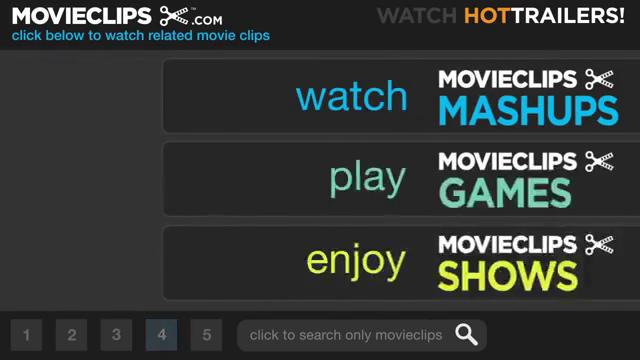 MOVIECLIPS .COM™
WATCH HOTTRAILERS!
click below to watch related movie clips
watch MOVIECLIPS MASHUPS
play MOVIECLIPS GAMES
enjoy MOVIECLIPS SHOWS
1 2 3 4 5 click to search only movieclips